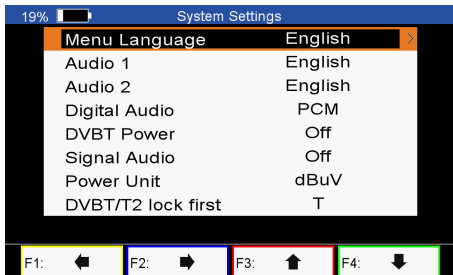 19% System Settings
Menu Language English >
Audio 1 English
Audio 2 English
Digital Audio PCM
DVBT Power Off
Signal Audio Off
Power Unit dBuV
DVBT/T2 lock first T
F1: F2: F3: F4: